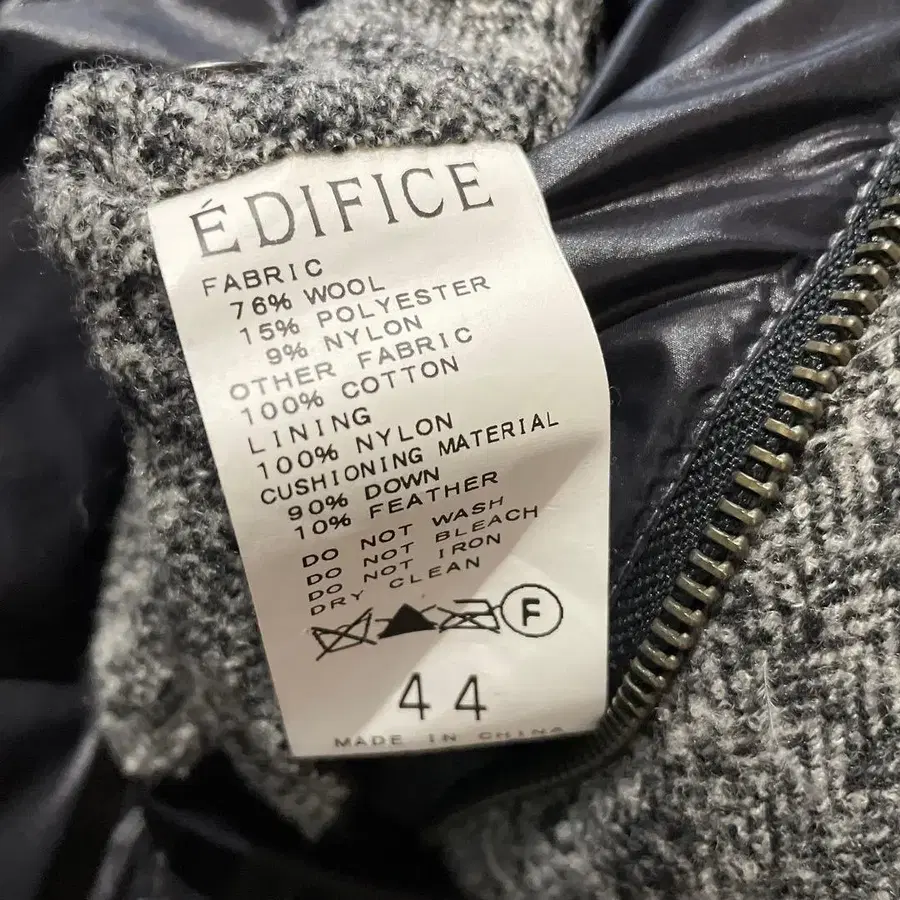 ÉDIFICE
FABRIC
76% WOOL
15% POLYESTER
9% NYLON
OTHER FABRIC
100% COTTON
LINING
100% NYLON
CUSHIONING MATERIAL
90% DOWN
10% FEATHER
DO NOT WASH
DO NOT BLEACH
DO NOT IRON
DRY CLEAN
F
44
MADE IN CHINA